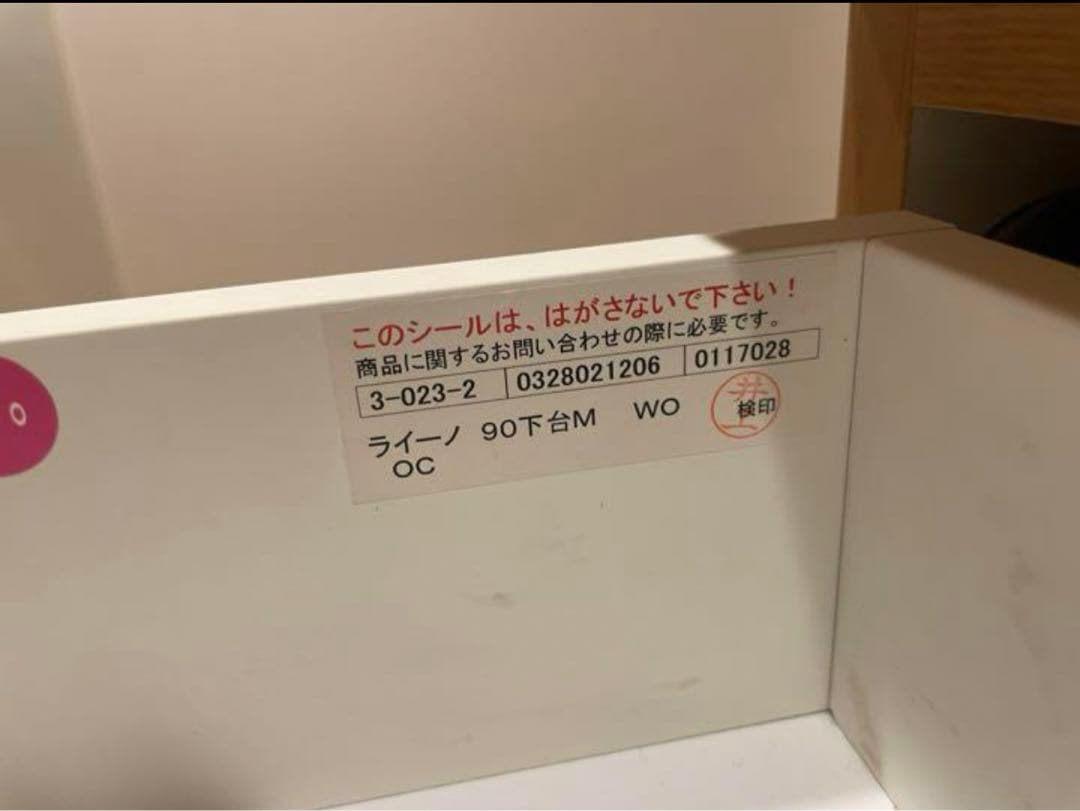 このシールは、はがさないで下さい！
商品に関するお問い合わせの際に必要です。
3-023-2 0328021206 0117028
ライーノ 90下台M WO
OC
検印
井上